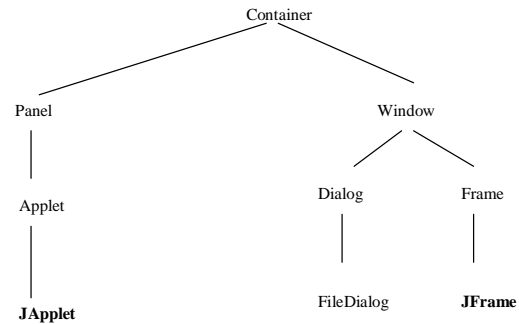 Container
Panel
Window
Applet
Dialog
Frame
JApplet
FileDialog
JFrame